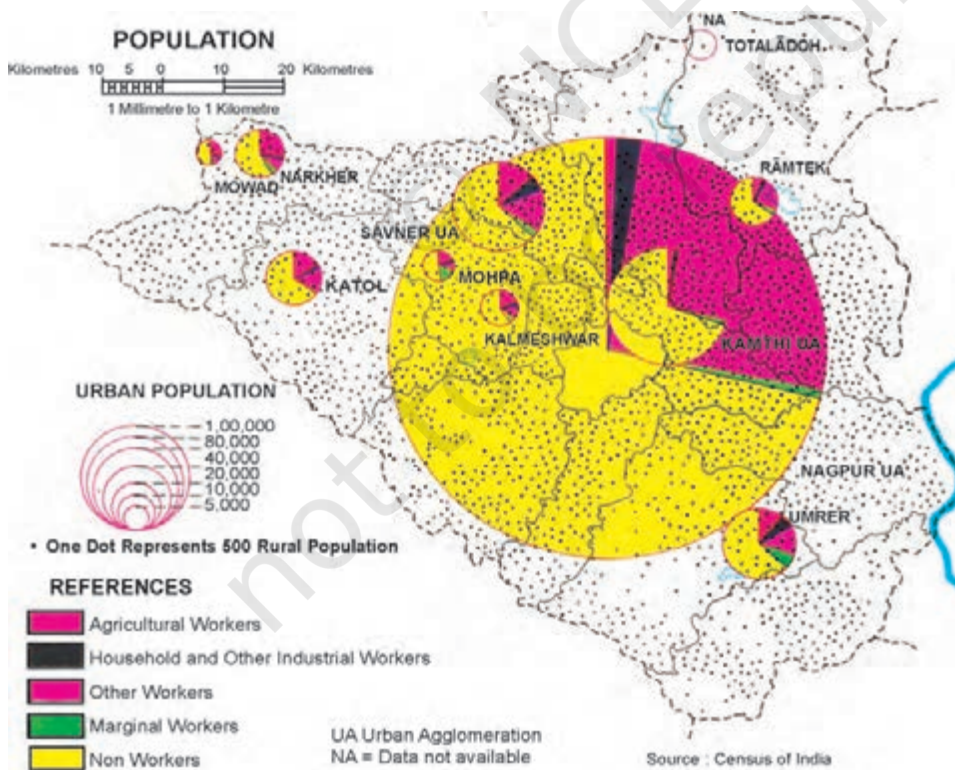 POPULATION
Kilometres 10 5 0 10 20 Kilometres
1 Millimetre to 1 Kilometre
NA
TOTALĀDOH
RĀMTEK
MOWAD
NARKHER
SAVNER UA
KATOL
MOHPA
KALMESHWAR
KAMTHI UA
NAGPUR UA
UMRER
URBAN POPULATION
1,00,000
80,000
40,000
20,000
10,000
5,000
• One Dot Represents 500 Rural Population
REFERENCES
Agricultural Workers
Household and Other Industrial Workers
Other Workers
Marginal Workers
Non Workers
UA Urban Agglomeration
NA = Data not available
Source : Census of India